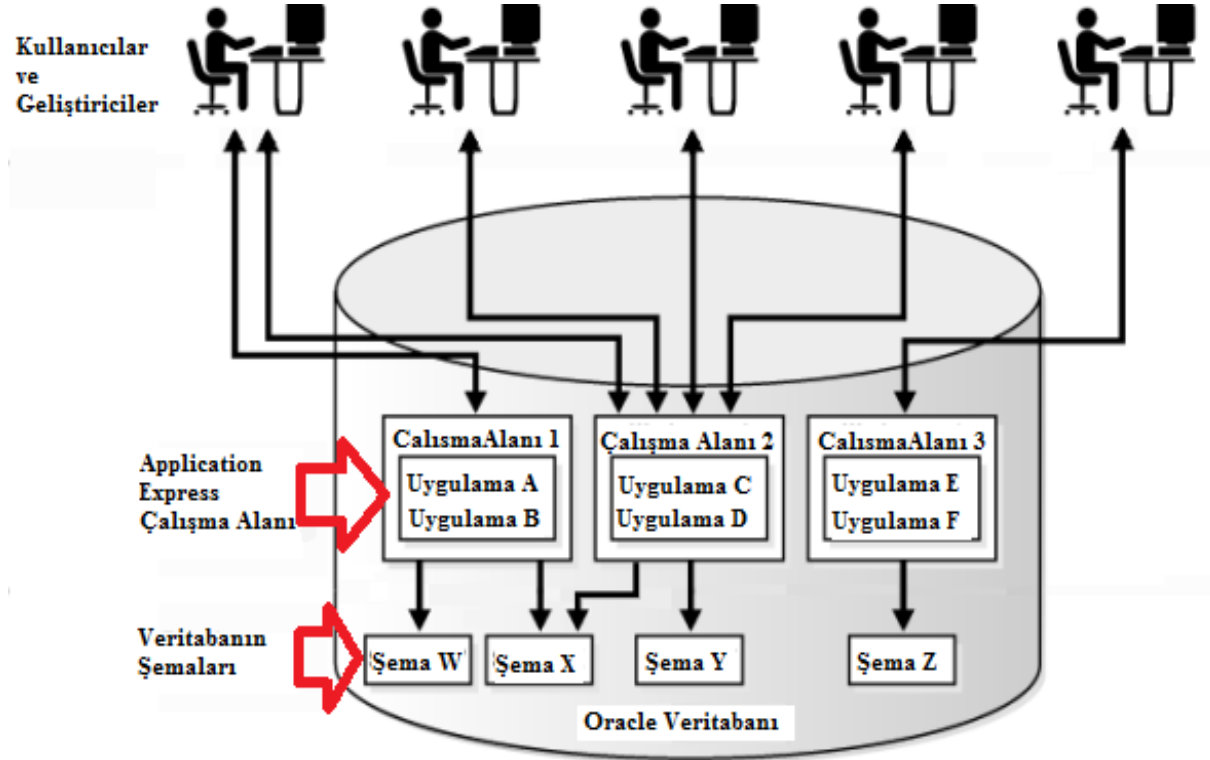 Kullanıcılar
ve
Geliştiriciler
CalısmaAlanı 1
Çalışma Alanı 2
CalısmaAlanı 3
Uygulama A
Uygulama B
Uygulama C
Uygulama D
Uygulama E
Uygulama F
Application
Express
Çalışma Alanı
Veritabanın
Şemaları
Şema W
Şema X
Şema Y
Şema Z
Oracle Veritabanı